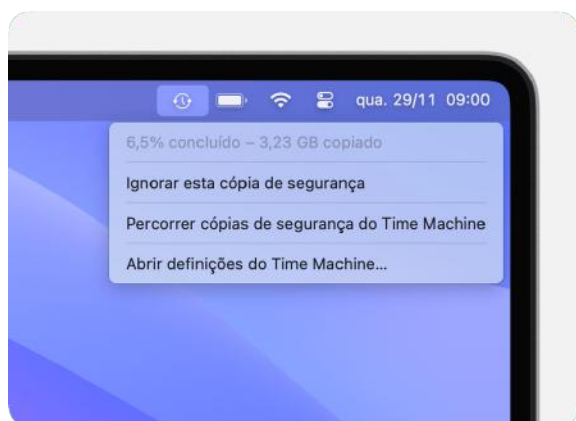 qua. 29/11 09:00
6,5% concluído – 3,23 GB copiado
Ignorar esta cópia de segurança
Percorrer cópias de segurança do Time Machine
Abrir definições do Time Machine...